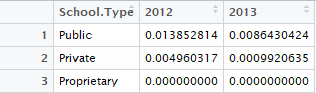 School.Type 2012 2013
1 Public 0.013852814 0.0086430424
2 Private 0.004960317 0.0009920635
3 Proprietary 0.000000000 0.0000000000